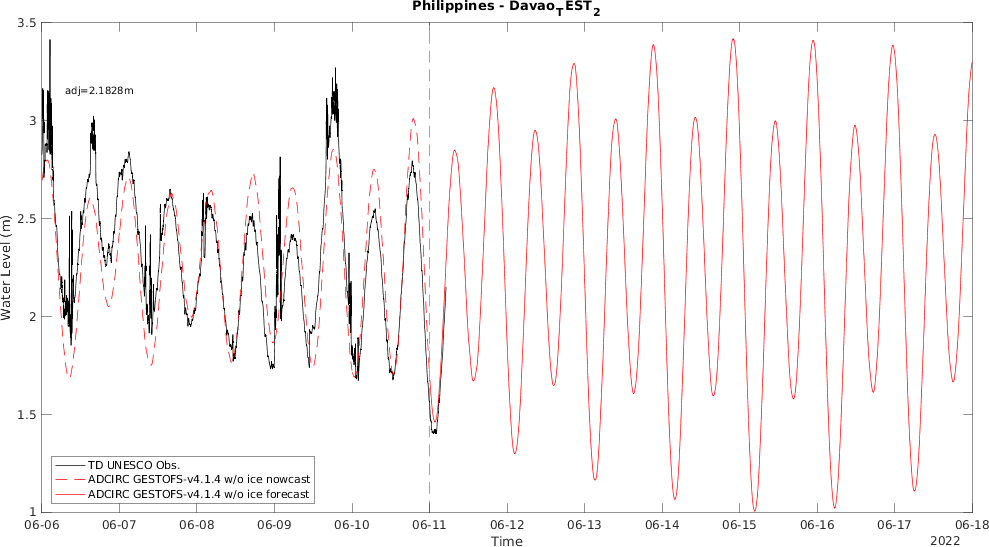 Philippines - Davao_TEST_2
3.5
3
2.5
2
1.5
1
Water Level (m)
adj=2.1828m
TD UNESCO Obs.
ADCIRC GESTOFS-v4.1.4 w/o ice nowcast
ADCIRC GESTOFS-v4.1.4 w/o ice forecast
06-06 06-07 06-08 06-09 06-10 06-11 06-12 06-13 06-14 06-15 06-16 06-17 06-18
Time
2022